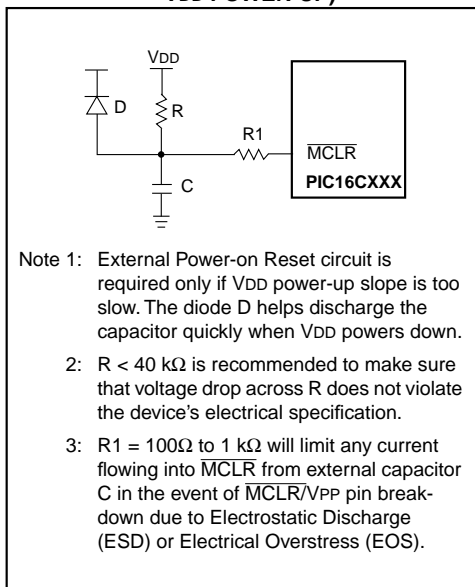 VDD
D
R
R1
C
MCLR
PIC16CXXX
Note 1: External Power-on Reset circuit is
required only if VDD power-up slope is too
slow. The diode D helps discharge the
capacitor quickly when VDD powers down.
2: R < 40 kΩ is recommended to make sure
that voltage drop across R does not violate
the device's electrical specification.
3: R1 = 100Ω to 1 kΩ will limit any current
flowing into MCLR from external capacitor
C in the event of MCLR/VPP pin break-
down due to Electrostatic Discharge
(ESD) or Electrical Overstress (EOS).